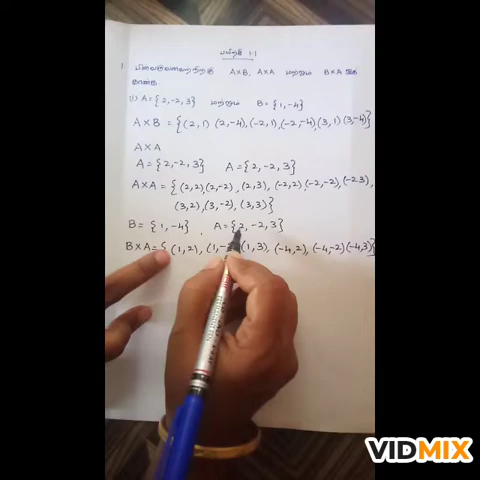 பயிற்சி 1.1
1. பின்வருவனவற்றிற்கு A×B, A×A மற்றும் B×A ஐக்
காண்க.
(i) A={2,-2,3} மற்றும் B={1,-4}
A×B = {(2,1) (2,-4),(-2,1),(-2,-4),(3,1)(3,-4)}
A×A
A={2,-2,3} A={2,-2,3}
A×A = {(2,2),(2,-2),(2,3),(-2,2),(-2,-2),(-2,3),
(3,2),(3,-2),(3,3)}
B= {1,-4}, A={2,-2,3}
B×A= { (1,2), (1,-2) (1,3), (-4,2), (-4,-2)(-4,3)}
VIDMIX